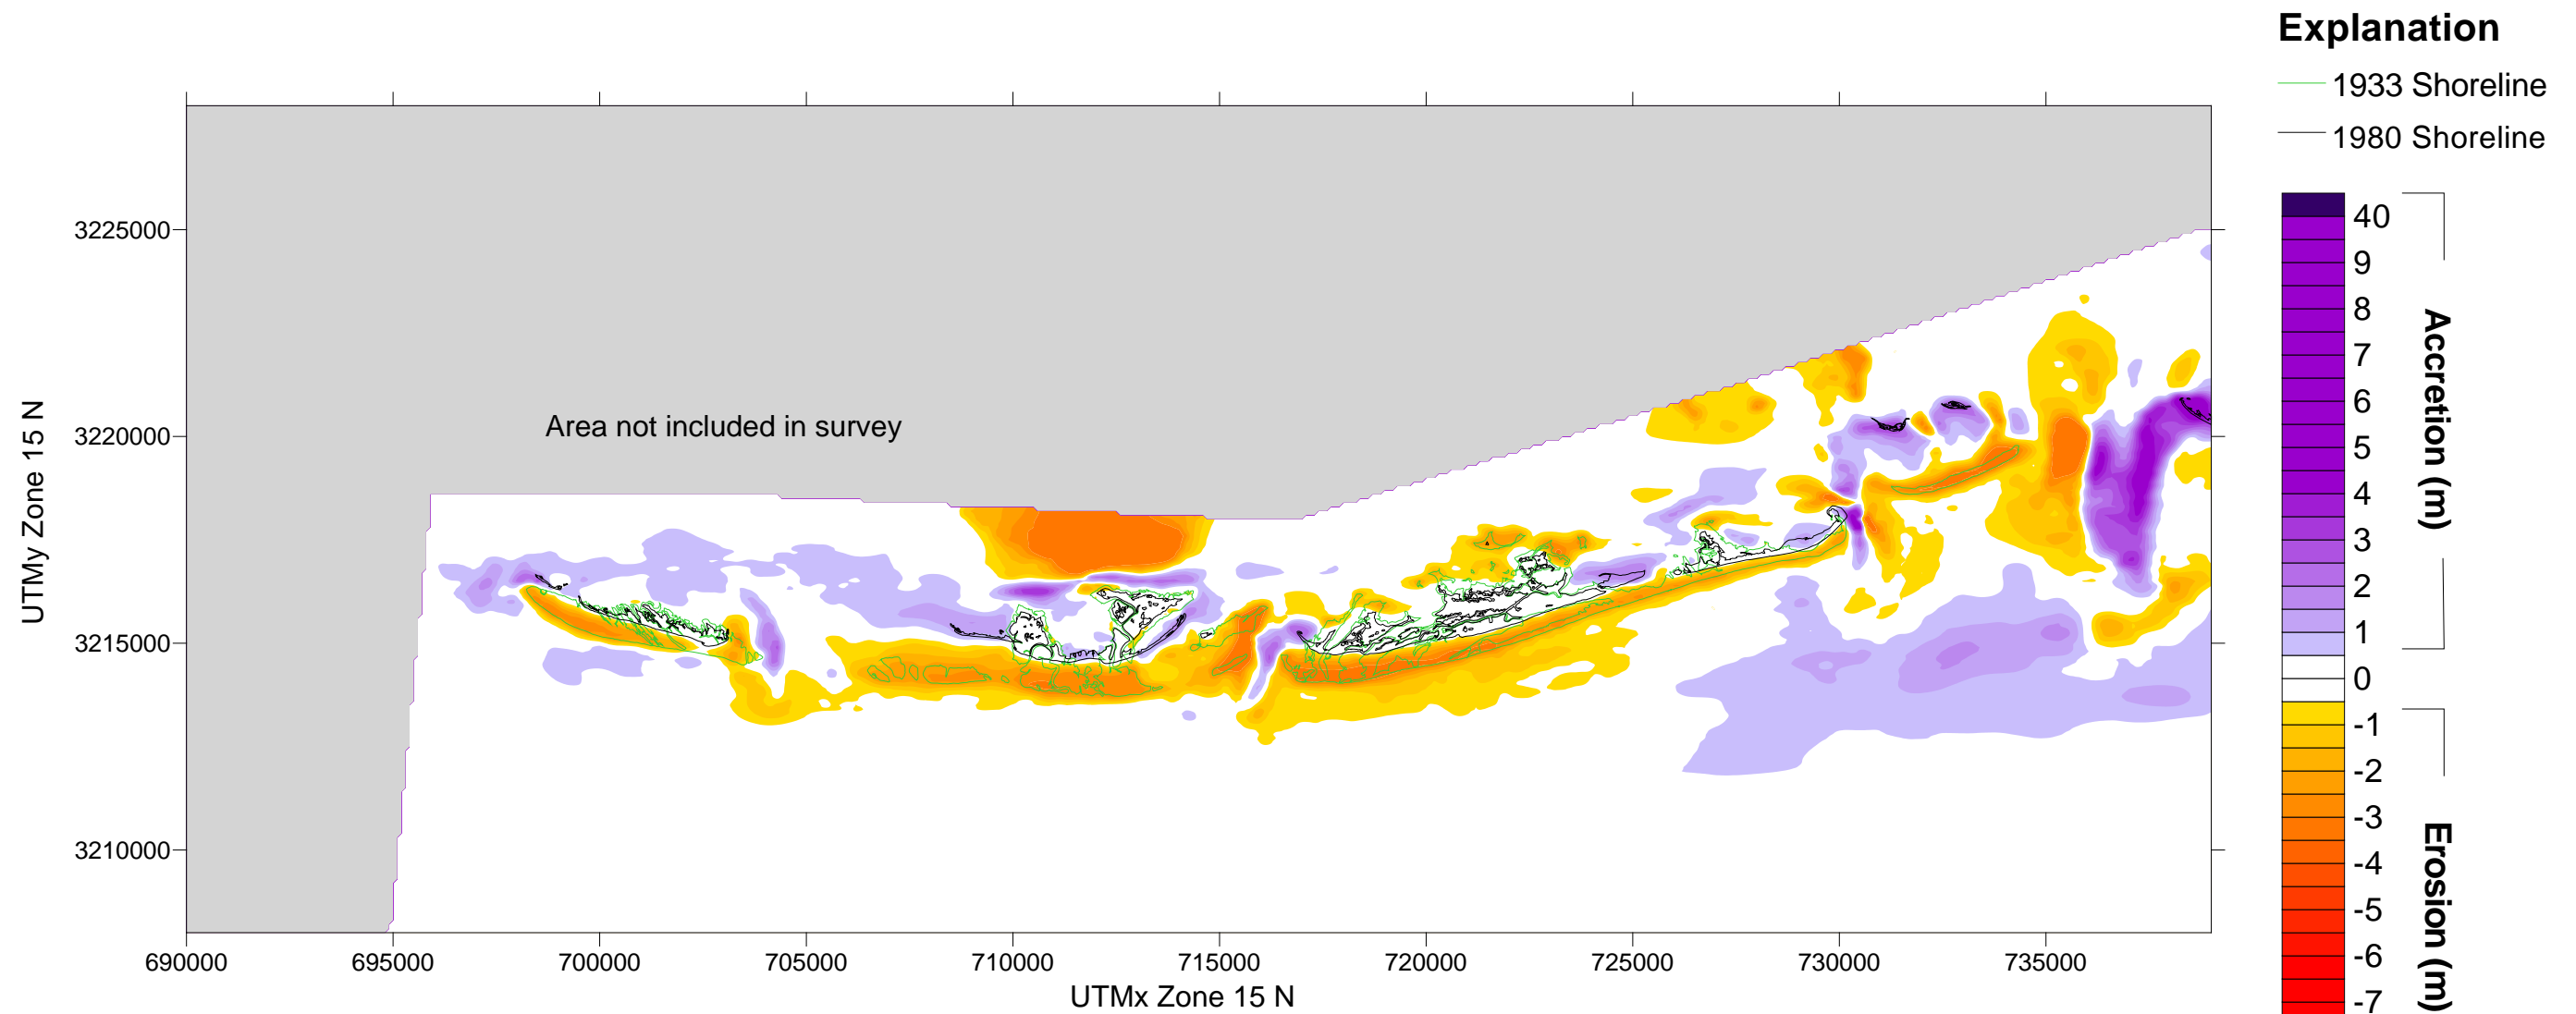 Explanation
1933 Shoreline
1980 Shoreline
40
9
8
7
6
5
4
3
2
1
0
-1
-2
-3
-4
-5
-6
-7
Accretion (m)
Erosion (m)
3225000
3220000
3215000
3210000
UTMy Zone 15 N
Area not included in survey
690000 695000 700000 705000 710000 715000 720000 725000 730000 735000
UTMx Zone 15 N